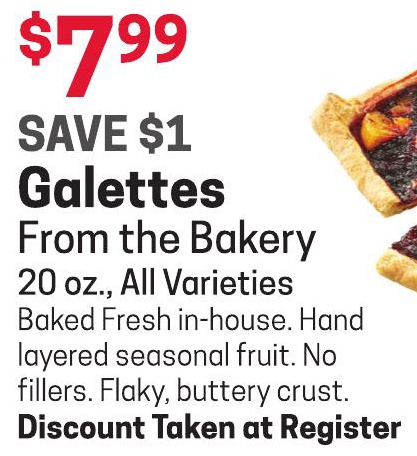 $7.99
SAVE $1
Galettes
From the Bakery
20 oz., All Varieties
Baked Fresh in-house. Hand
layered seasonal fruit. No
fillers. Flaky, buttery crust.
Discount Taken at Register